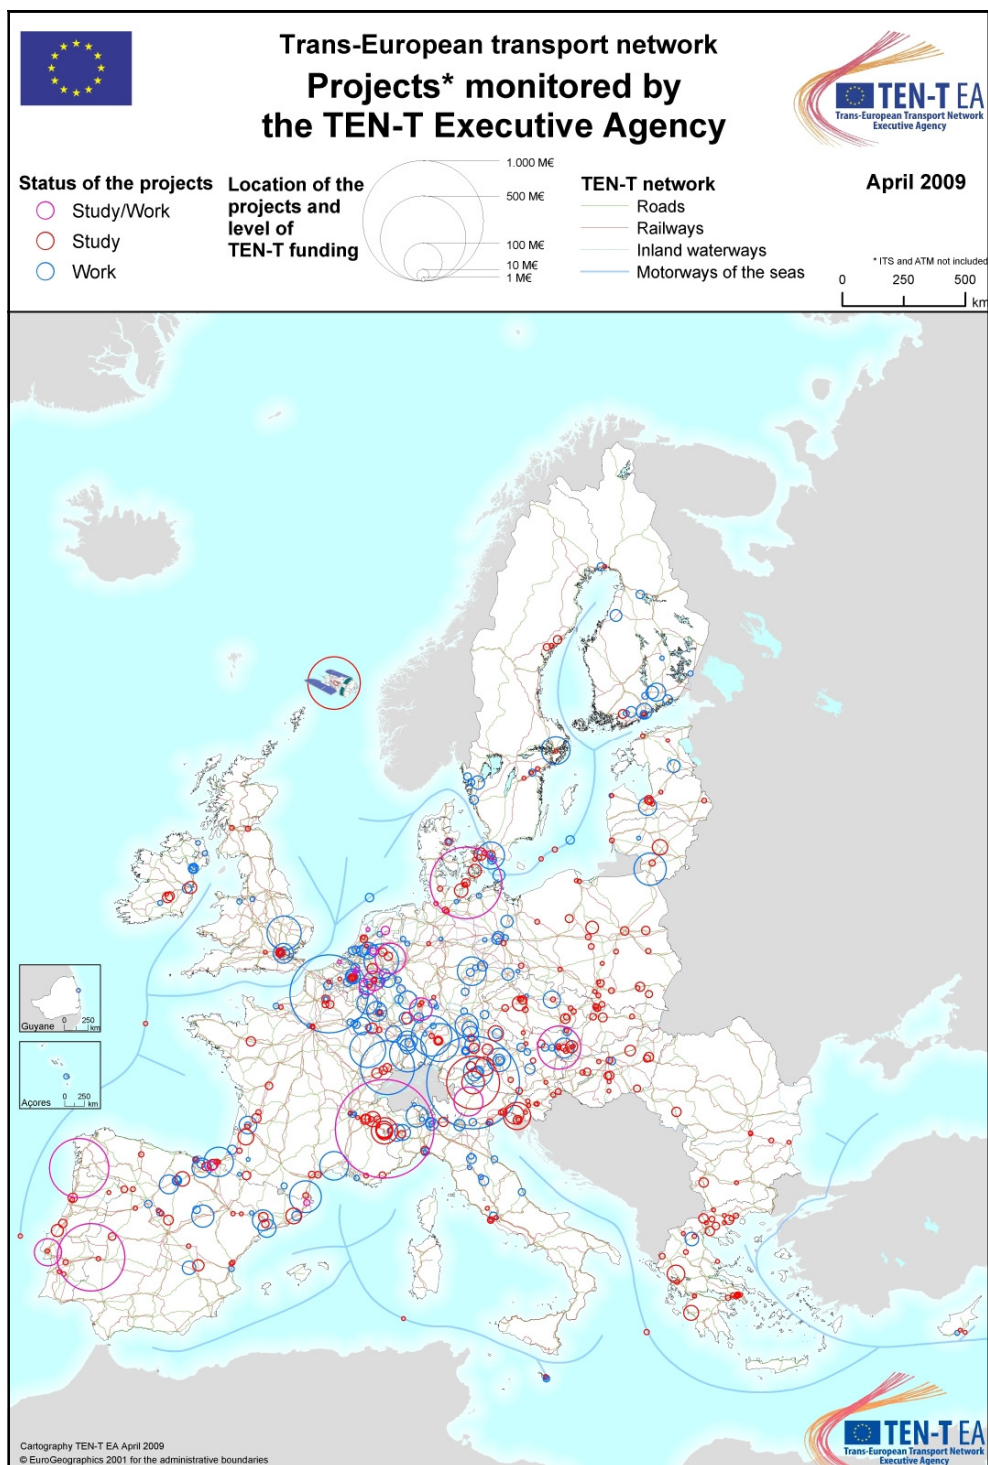 Trans-European transport network
Projects* monitored by
the TEN-T Executive Agency
TEN-T EA
Trans-European Transport Network
Executive Agency
Status of the projects
Study/Work
Study
Work
Location of the
projects and
level of
TEN-T funding
1.000 M€
500 M€
100 M€
10 M€
1 M€
TEN-T network
Roads
Railways
Inland waterways
Motorways of the seas
April 2009
* ITS and ATM not included
0 250 500
km
Guyane
0 250
km
Açores
0 250
km
Cartography TEN-T EA April 2009
© EuroGeographics 2001 for the administrative boundaries
TEN-T EA
Trans-European Transport Network
Executive Agency